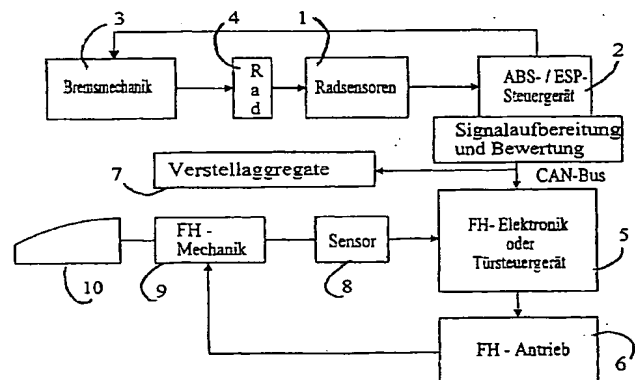 3
4
1
2
Bremsmechanik
Rad
Radsensoren
ABS- / ESP-
Steuergerät
Signalaufbereitung
und Bewertung
Verstellaggregate
7
CAN-Bus
FH -
Mechanik
Sensor
FH- Elektronik
oder
Türsteuergerät
10
9
8
5
FH - Antrieb
6